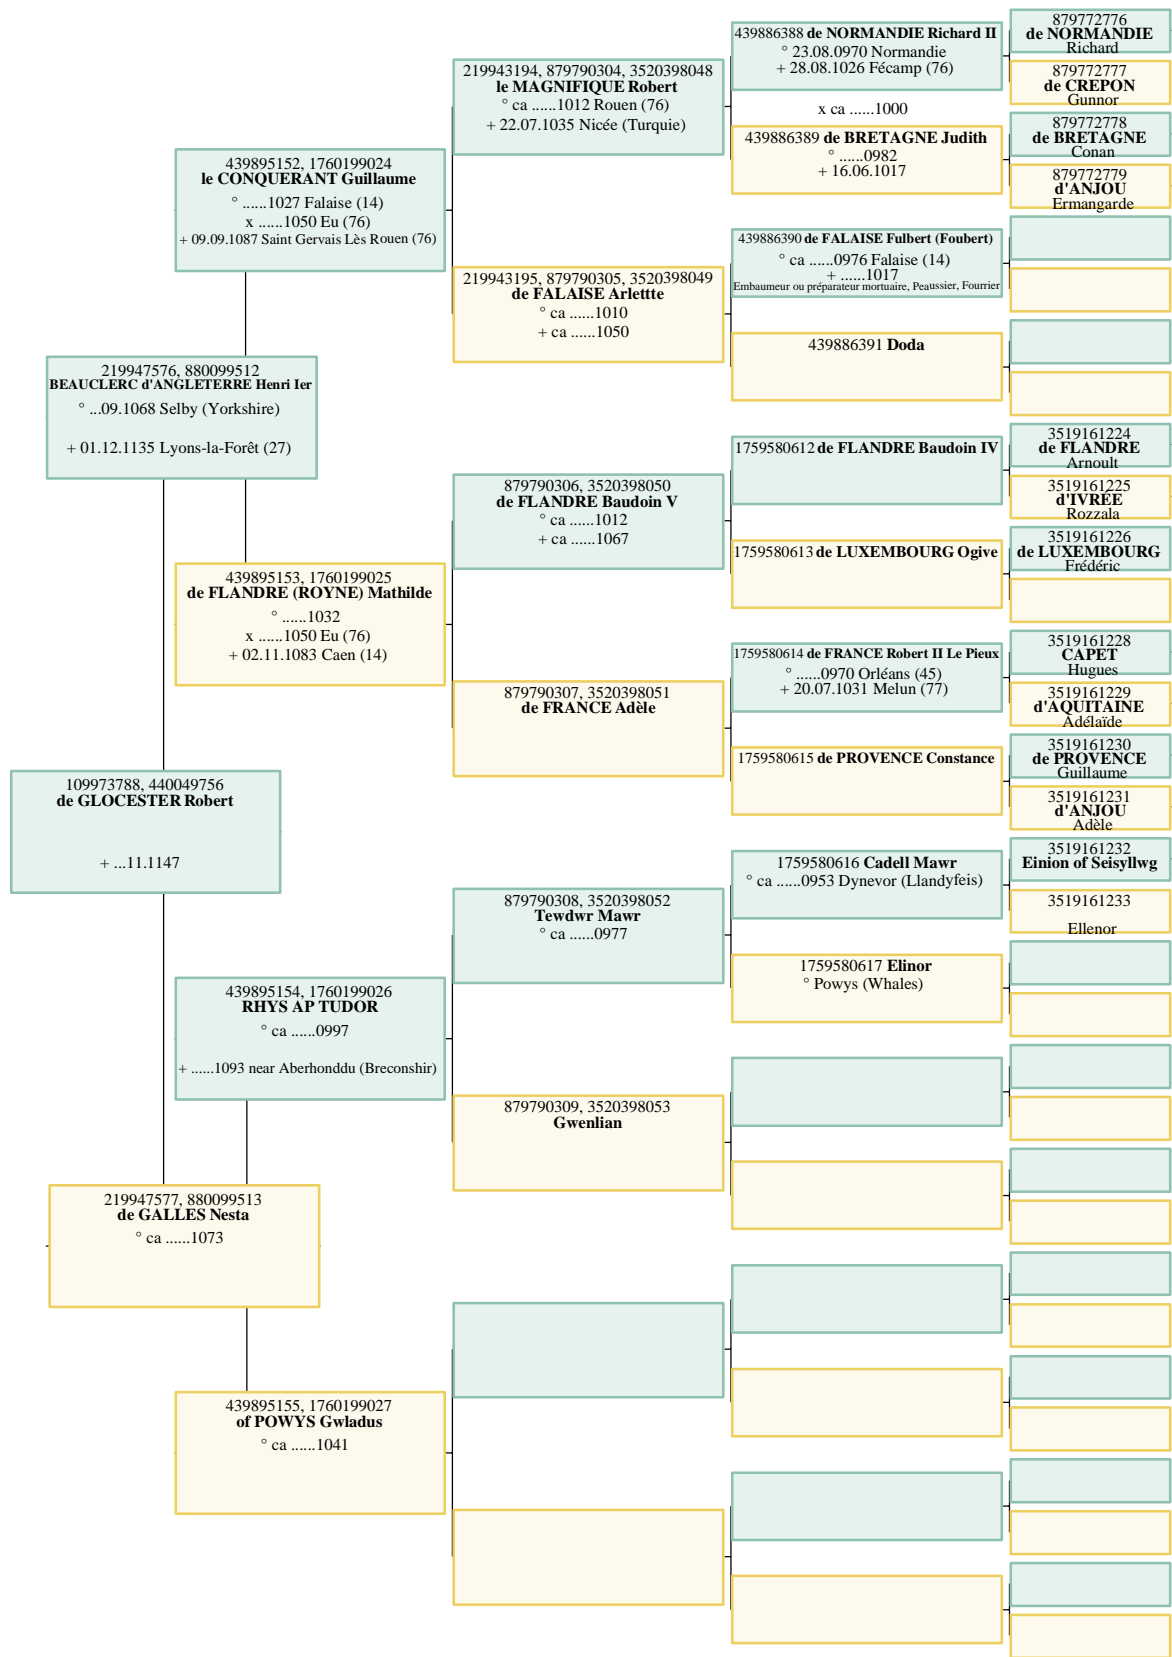 109973788, 440049756
de GLOCESTER Robert
+ ...11.1147
219947576, 880099512
BEAUCLERC d'ANGLETERRE Henri Ier
° ...09.1068 Selby (Yorkshire)
+ 01.12.1135 Lyons-la-Forêt (27)
219947577, 880099513
de GALLES Nesta
° ca ......1073
439895152, 1760199024
le CONQUERANT Guillaume
° ......1027 Falaise (14)
x ......1050 Eu (76)
+ 09.09.1087 Saint Gervais Lès Rouen (76)
439895153, 1760199025
de FLANDRE (ROYNE) Mathilde
° ......1032
x ......1050 Eu (76)
+ 02.11.1083 Caen (14)
439895154, 1760199026
RHYS AP TUDOR
° ca ......0997
+ ......1093 near Aberhonddu (Breconshir)
439895155, 1760199027
of POWYS Gwladus
° ca ......1041
219943194, 879790304, 3520398048
le MAGNIFIQUE Robert
° ca ......1012 Rouen (76)
+ 22.07.1035 Nicée (Turquie)
219943195, 879790305, 3520398049
de FALAISE Arlettte
° ca ......1010
+ ca ......1050
879790306, 3520398050
de FLANDRE Baudoin V
° ca ......1012
+ ca ......1067
879790307, 3520398051
de FRANCE Adèle
879790308, 3520398052
Tewdwr Mawr
° ca ......0977
879790309, 3520398053
Gwenlian
439886388 de NORMANDIE Richard II
° 23.08.0970 Normandie
+ 28.08.1026 Fécamp (76)
x ca ......1000
439886389 de BRETAGNE Judith
° ......0982
+ 16.06.1017
439886390 de FALAISE Fulbert (Foubert)
° ca ......0976 Falaise (14)
+ ......1017
Embaumeur ou préparateur mortuaire, Peaussier, Fourrier
439886391 Doda
1759580612 de FLANDRE Baudoin IV
1759580613 de LUXEMBOURG Ogive
1759580614 de FRANCE Robert II Le Pieux
° ......0970 Orléans (45)
+ 20.07.1031 Melun (77)
1759580615 de PROVENCE Constance
1759580616 Cadell Mawr
° ca ......0953 Dynevor (Llandyfeis)
1759580617 Elinor
° Powys (Whales)
879772776
de NORMANDIE
Richard
879772777
de CREPON
Gunnor
879772778
de BRETAGNE
Conan
879772779
d'ANJOU
Ermangarde
3519161224
de FLANDRE
Arnoult
3519161225
d'IVRÉE
Rozzala
3519161226
de LUXEMBOURG
Frédéric
3519161228
CAPET
Hugues
3519161229
d'AQUITAINE
Adélaïde
3519161230
de PROVENCE
Guillaume
3519161231
d'ANJOU
Adèle
3519161232
Einion of Seisyllwg
3519161233
Ellenor